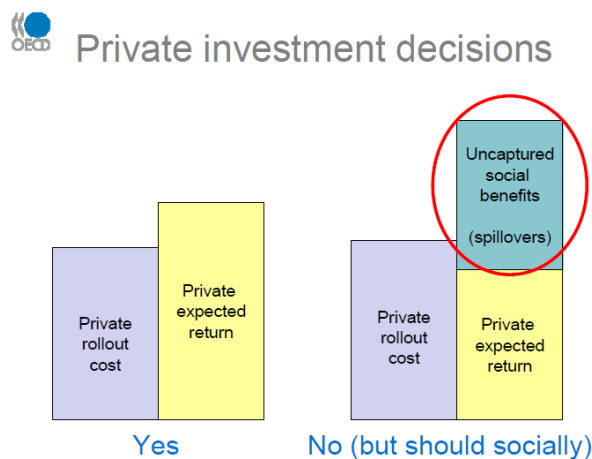 OECD
Private investment decisions
Uncaptured
social
benefits
(spillovers)
Private
rollout
cost
Private
expected
return
Private
rollout
cost
Private
expected
return
Yes
No (but should socially)